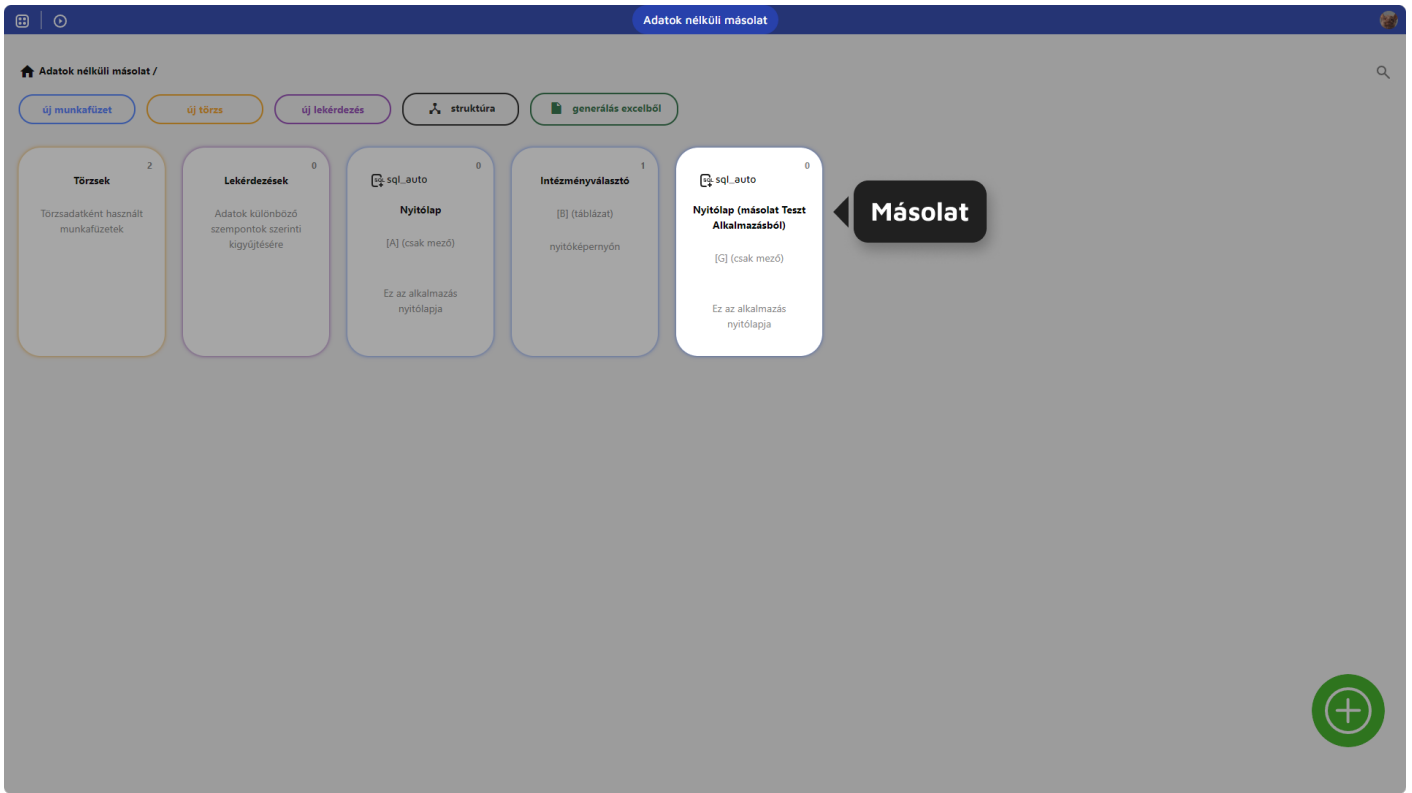 Adatok nélküli másolat
Adatok nélküli másolat /
új munkafüzet
új törzs
új lekérdezés
struktúra
generálás excelből
2
Törzsek
Törzsadatként használt
munkafüzetek
0
Lekérdezések
Adatok különböző
szempontok szerinti
kigyűjtésére
0
SQL sql_auto
Nyitólap
[A] (csak mező)
Ez az alkalmazás
nyitólapja
1
Intézményválasztó
[B] (táblázat)
nyitóképernyőn
0
SQL sql_auto
Nyitólap (másolat Teszt
Alkalmazásból)
[G] (csak mező)
Ez az alkalmazás
nyitólapja
Másolat